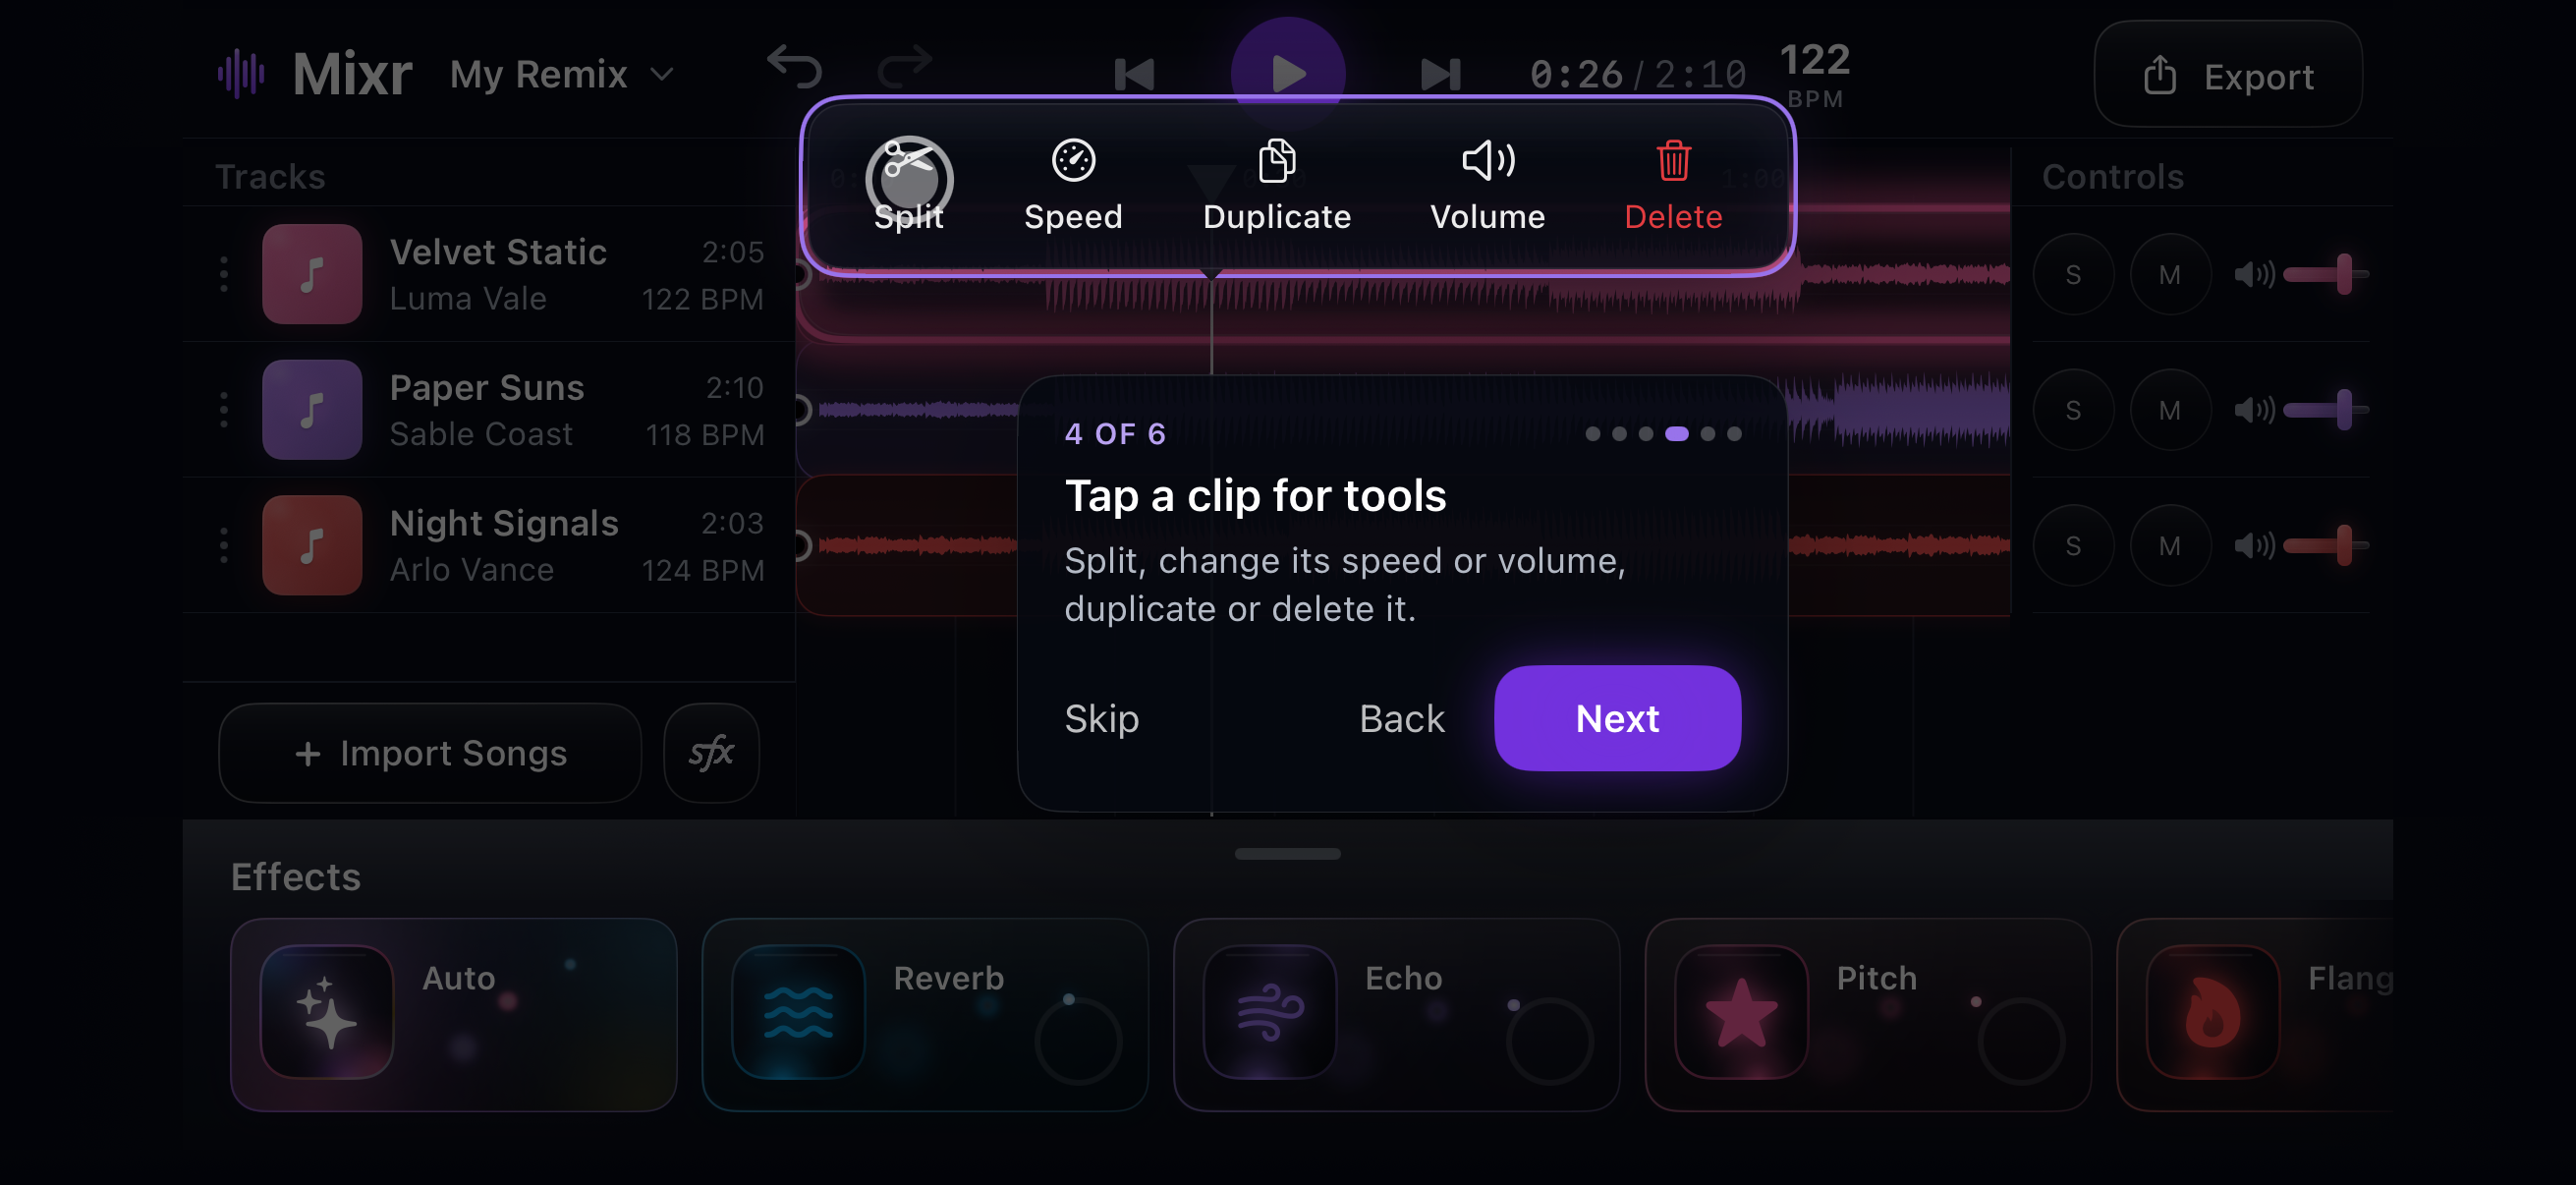 Mixr
My Remix
0:26 / 2:10
122
BPM
Export
Split
Speed
Duplicate
Volume
Delete
1:00
Tracks
Controls
Velvet Static
2:05
Luma Vale
122 BPM
S
M
Paper Suns
2:10
Sable Coast
118 BPM
S
M
Night Signals
2:03
Arlo Vance
124 BPM
S
M
4 OF 6
Tap a clip for tools
Split, change its speed or volume,
duplicate or delete it.
Skip
Back
Next
+ Import Songs
sfx
Effects
Auto
Reverb
Echo
Pitch
Flang